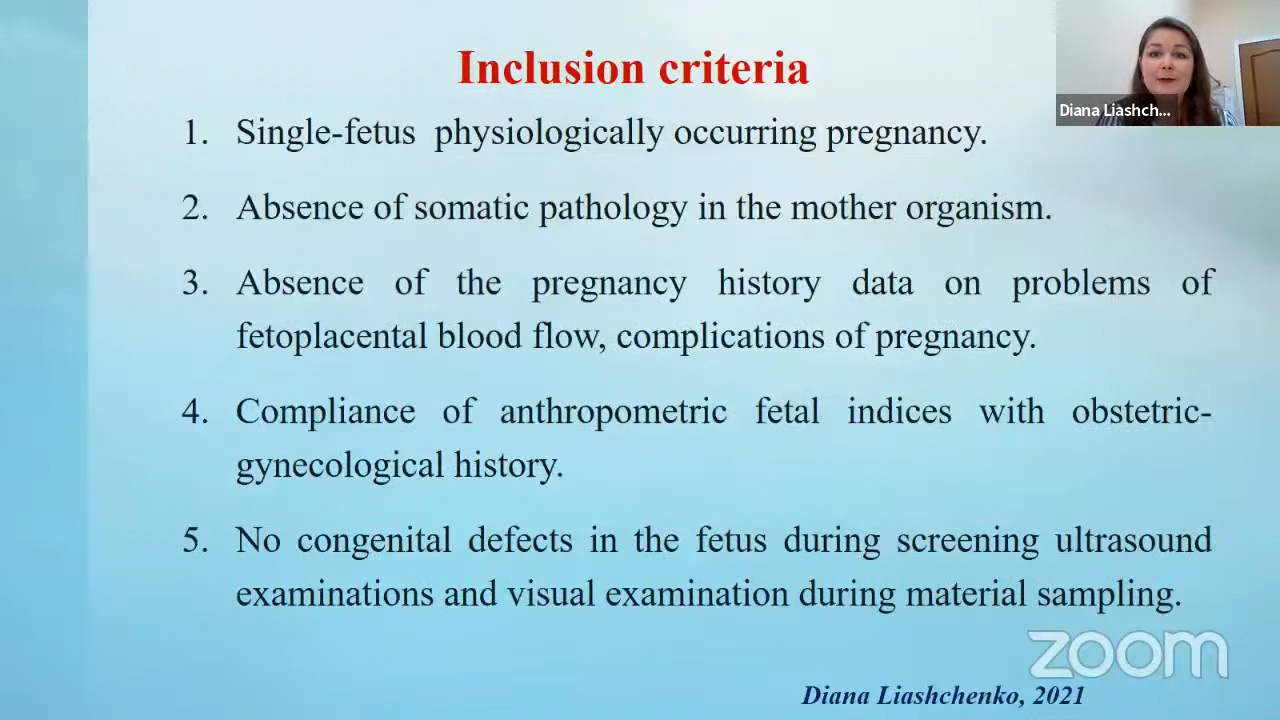 Inclusion criteria
Diana Liashch...
1. Single-fetus physiologically occurring pregnancy.
2. Absence of somatic pathology in the mother organism.
3. Absence of the pregnancy history data on problems of
fetoplacental blood flow, complications of pregnancy.
4. Compliance of anthropometric fetal indices with obstetric-
gynecological history.
5. No congenital defects in the fetus during screening ultrasound
examinations and visual examination during material sampling.
zoom
Diana Liashchenko, 2021